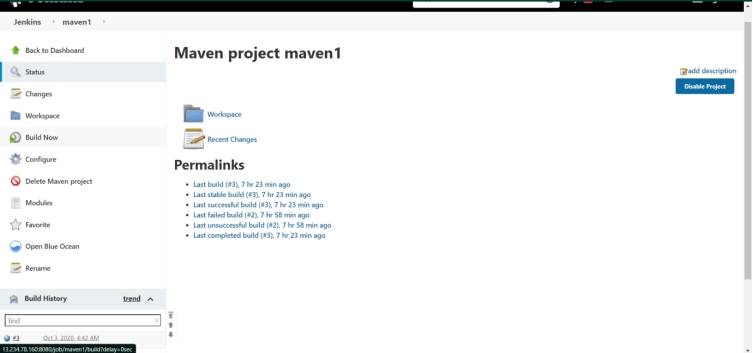 Jenkins
maven1
Back to Dashboard
Status
Changes
Workspace
Build Now
Configure
Delete Maven project
Modules
Favorite
Open Blue Ocean
Rename
Build History
trend
find
x
#3
Oct 3, 2020, 4:42 AM
13.234.78.160:8080/job/maven1/build?delay=0sec
Maven project maven1
add description
Disable Project
Workspace
Recent Changes
Permalinks
Last build (#3), 7 hr 23 min ago
Last stable build (#3), 7 hr 23 min ago
Last successful build (#3), 7 hr 23 min ago
Last failed build (#2), 7 hr 58 min ago
Last unsuccessful build (#2), 7 hr 58 min ago
Last completed build (#3), 7 hr 23 min ago